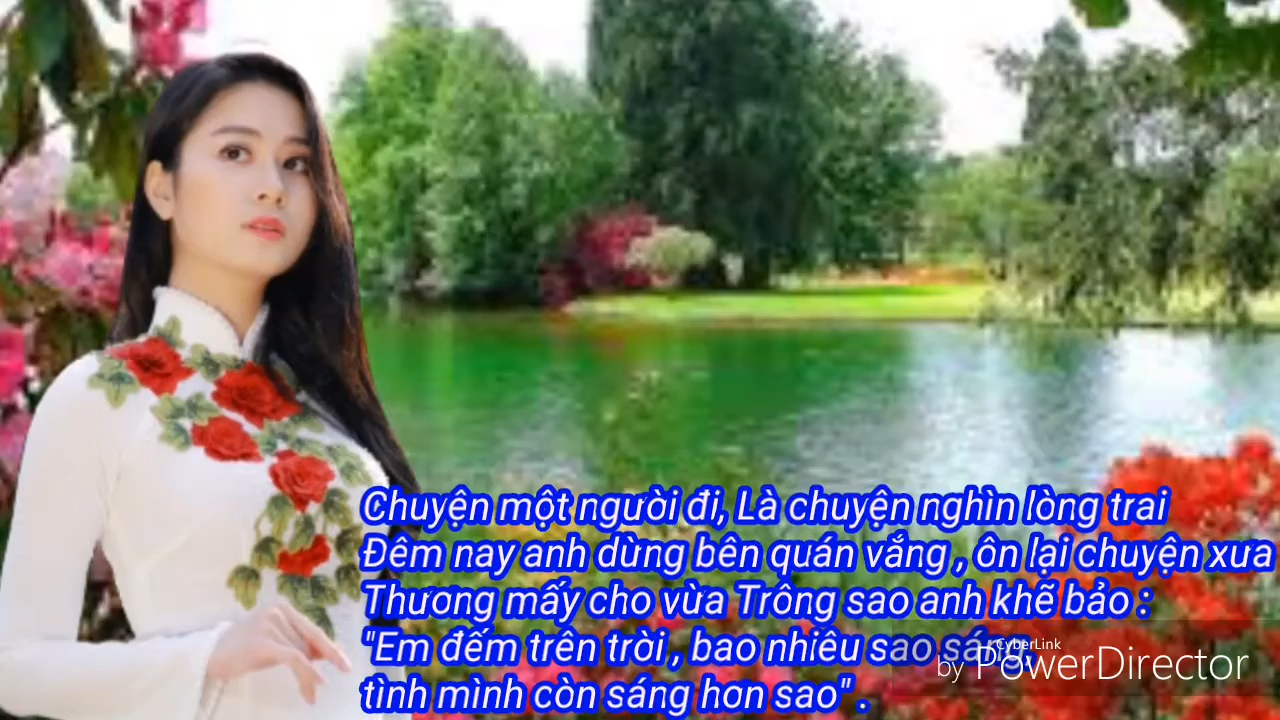 Chuyện một người đi, Là chuyện nghìn lòng trai
Đêm nay anh dừng bên quán vắng , ôn lại chuyện xưa
Thương mấy cho vừa Trông sao anh khẽ bảo :
"Em đếm trên trời , bao nhiêu sao
tình mình còn sáng hơn sao" .
CyberLink
by PowerDirector